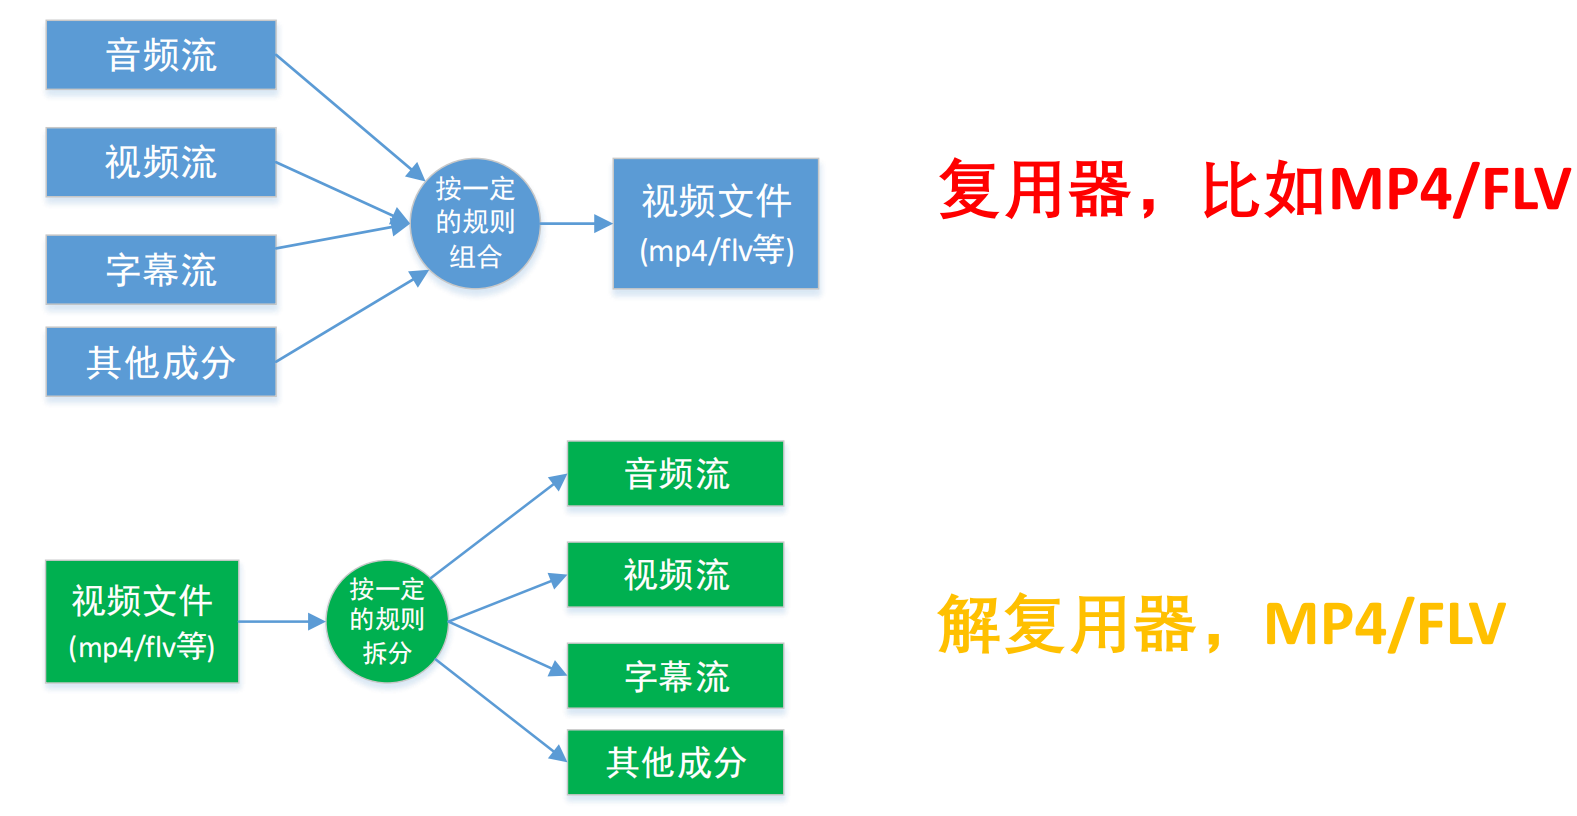 音频流
视频流
字幕流
其他成分
按一定
的规则
组合
视频文件
(mp4/flv等)
复用器，比如MP4/FLV
视频文件
(mp4/flv等)
按一定
的规则
拆分
音频流
视频流
字幕流
其他成分
解复用器，MP4/FLV